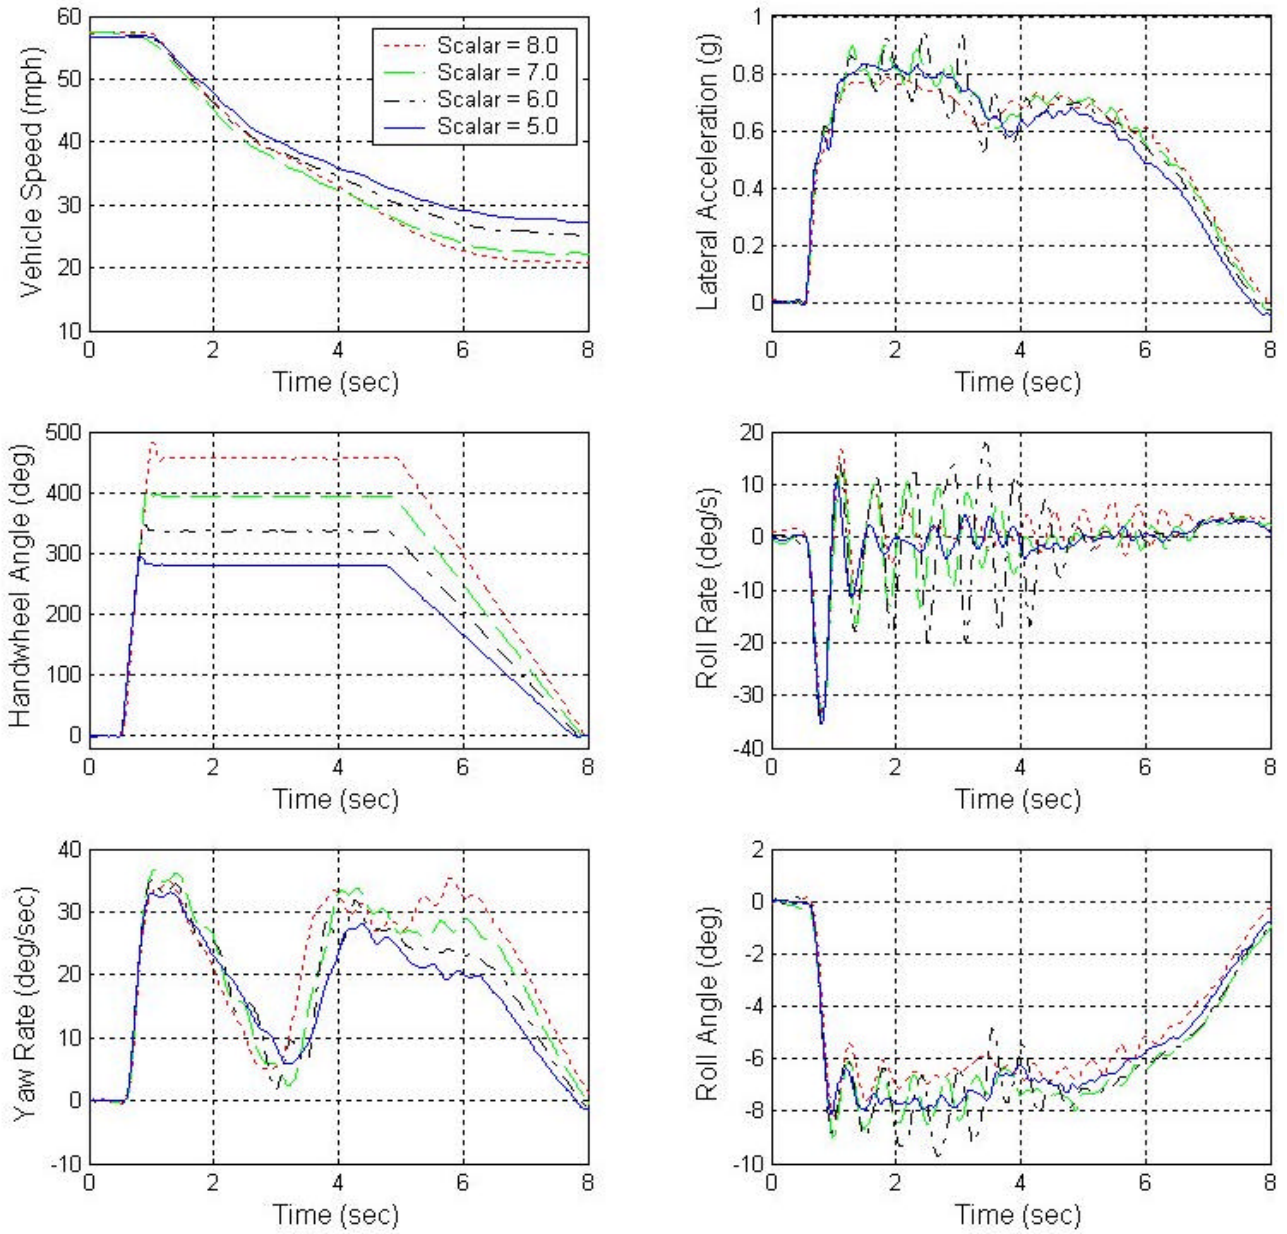 60
50
40
30
20
10
Vehicle Speed (mph)
Scalar = 8.0
Scalar = 7.0
Scalar = 6.0
Scalar = 5.0
0 2 4 6 8
Time (sec)
1
0.8
0.6
0.4
0.2
0
Lateral Acceleration (g)
0 2 4 6 8
Time (sec)
500
400
300
200
100
0
Handwheel Angle (deg)
0 2 4 6 8
Time (sec)
20
10
0
-10
-20
-30
-40
Roll Rate (deg/s)
0 2 4 6 8
Time (sec)
40
30
20
10
0
-10
Yaw Rate (deg/sec)
0 2 4 6 8
Time (sec)
2
0
-2
-4
-6
-8
-10
Roll Angle (deg)
0 2 4 6 8
Time (sec)